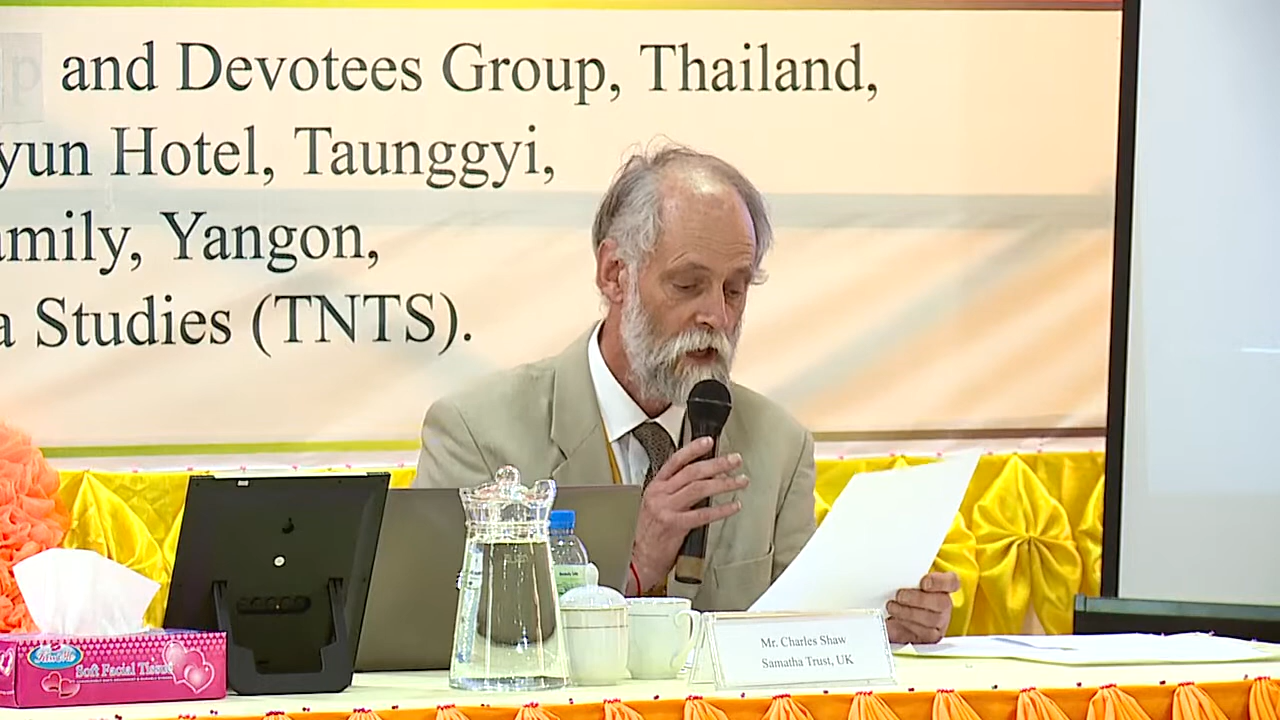 p and Devotees Group, Thailand,
yun Hotel, Taunggyi,
amily, Yangon,
a Studies (TNTS).
Soft Facial Tissue
Mr. Charles Shaw
Samatha Trust, UK